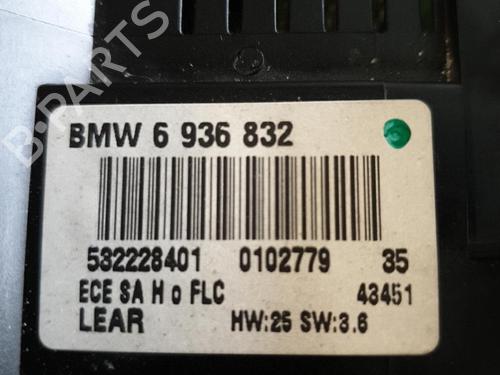 B-PARTS
BMW 6 936 832
532228401 0102779 35
ECE SA H o FLC 43451
LEAR HW:25 SW:3.6